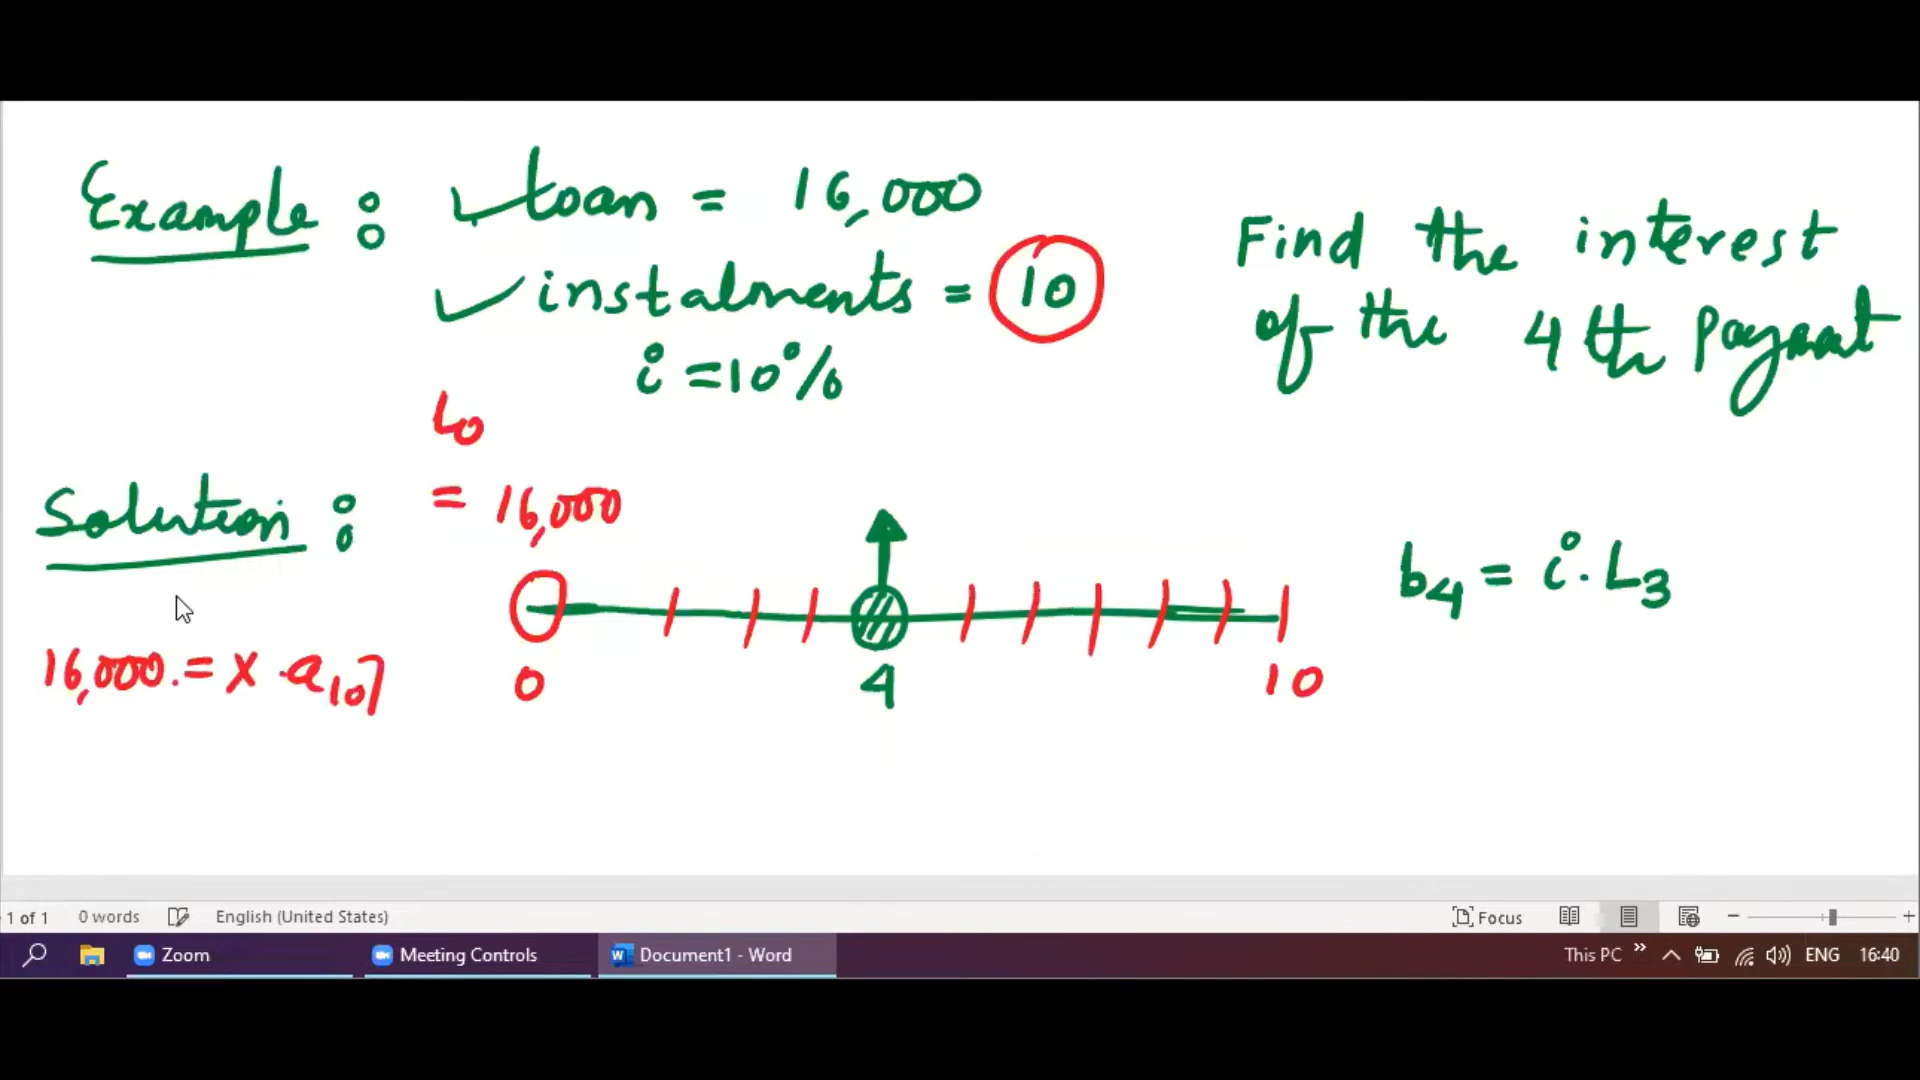 Example : ✓ Loan = 16,000
✓ instalments = 10
i = 10%
Find the interest
of the 4th Payment
Solution :
L₀
= 16,000
16,000 = X · a₁₀˥
0 4 10
b₄ = i · L₃
1 of 1 0 words English (United States) Focus − +
Zoom Meeting Controls Document1 - Word This PC » ENG 16:40